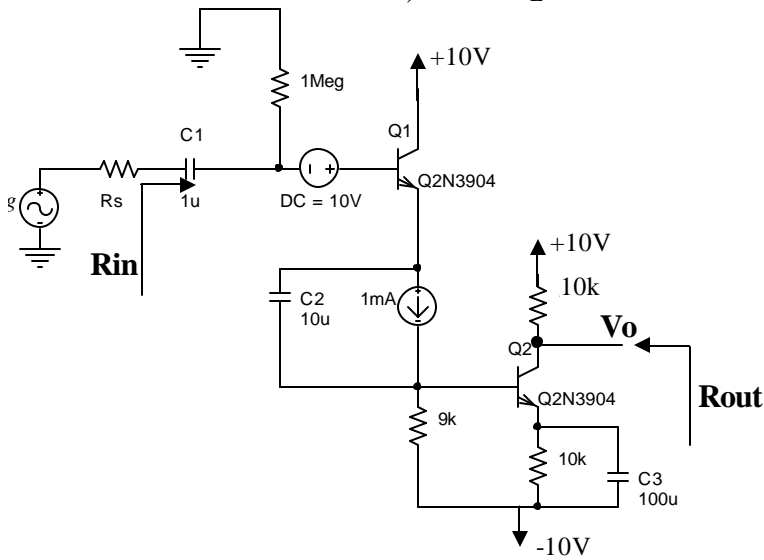 +10V
1Meg
C1
Q1
Q2N3904
Rs
1u
DC = 10V
Rin
+10V
10k
C2
10u
1mA
Vo
Q2
Q2N3904
Rout
9k
10k
C3
100u
-10V